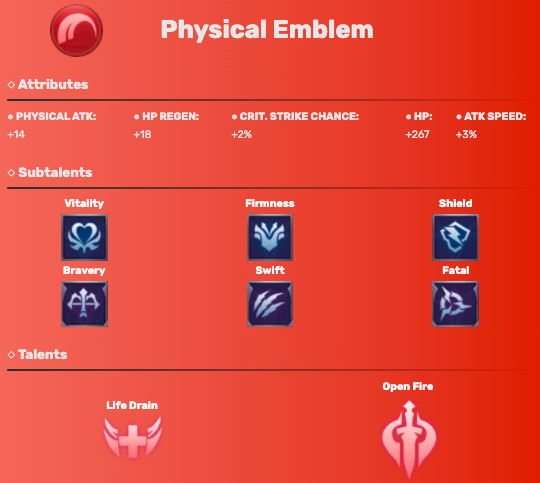 Physical Emblem
◇ Attributes
● PHYSICAL ATK: ● HP REGEN: ● CRIT. STRIKE CHANCE: ● HP: ● ATK SPEED:
+14 +18 +2% +267 +3%
◇ Subtalents
Vitality Firmness Shield
Bravery Swift Fatal
◇ Talents
Open Fire
Life Drain